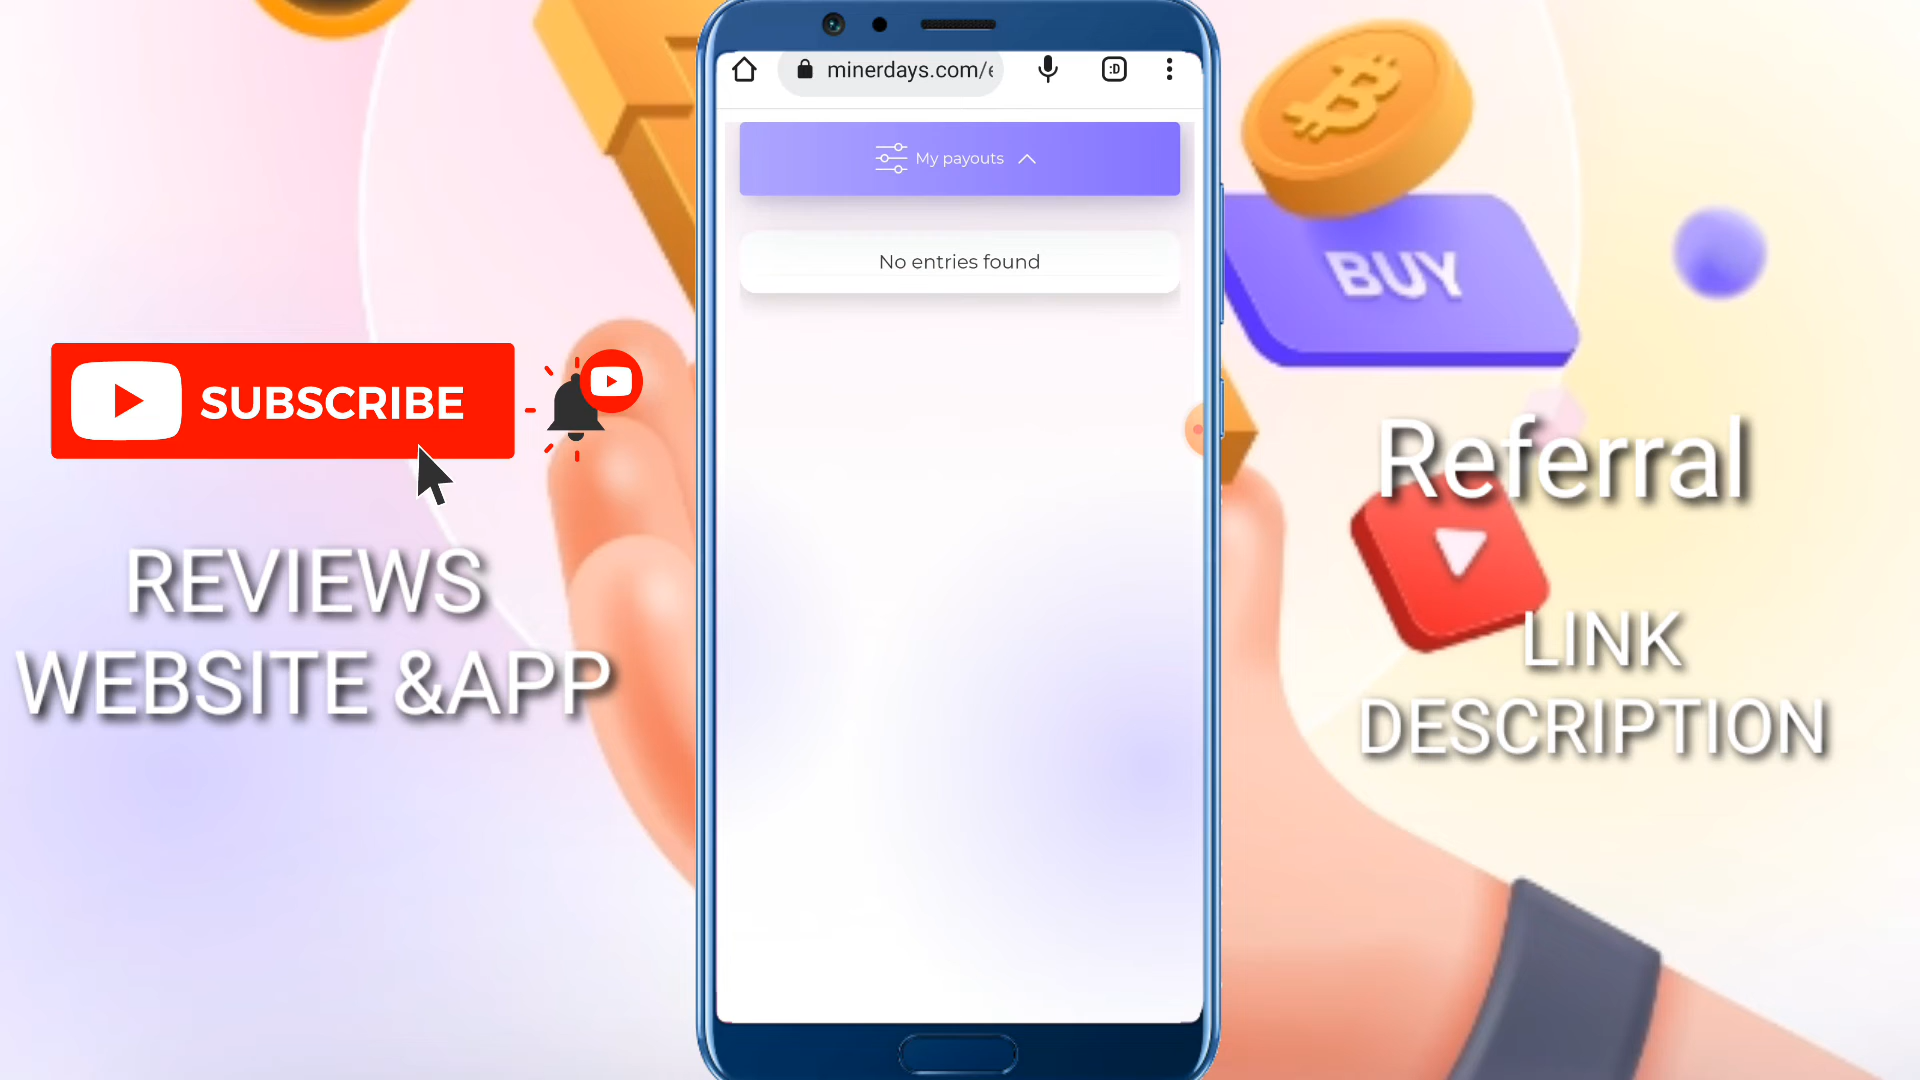 minerdays.com/e
:D
My payouts
No entries found
BUY
SUBSCRIBE
REVIEWS
WEBSITE &APP
Referral
LINK
DESCRIPTION